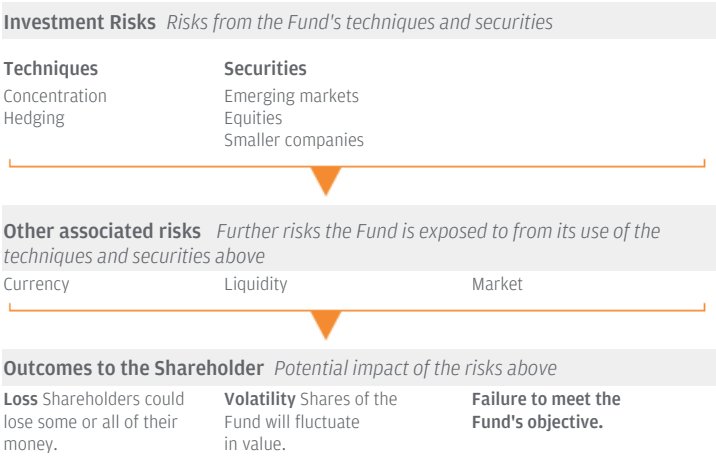 Investment Risks Risks from the Fund's techniques and securities
Techniques
Concentration
Hedging
Securities
Emerging markets
Equities
Smaller companies
Other associated risks Further risks the Fund is exposed to from its use of the
techniques and securities above
Currency
Liquidity
Market
Outcomes to the Shareholder Potential impact of the risks above
Loss Shareholders could
lose some or all of their
money.
Volatility Shares of the
Fund will fluctuate
in value.
Failure to meet the
Fund's objective.